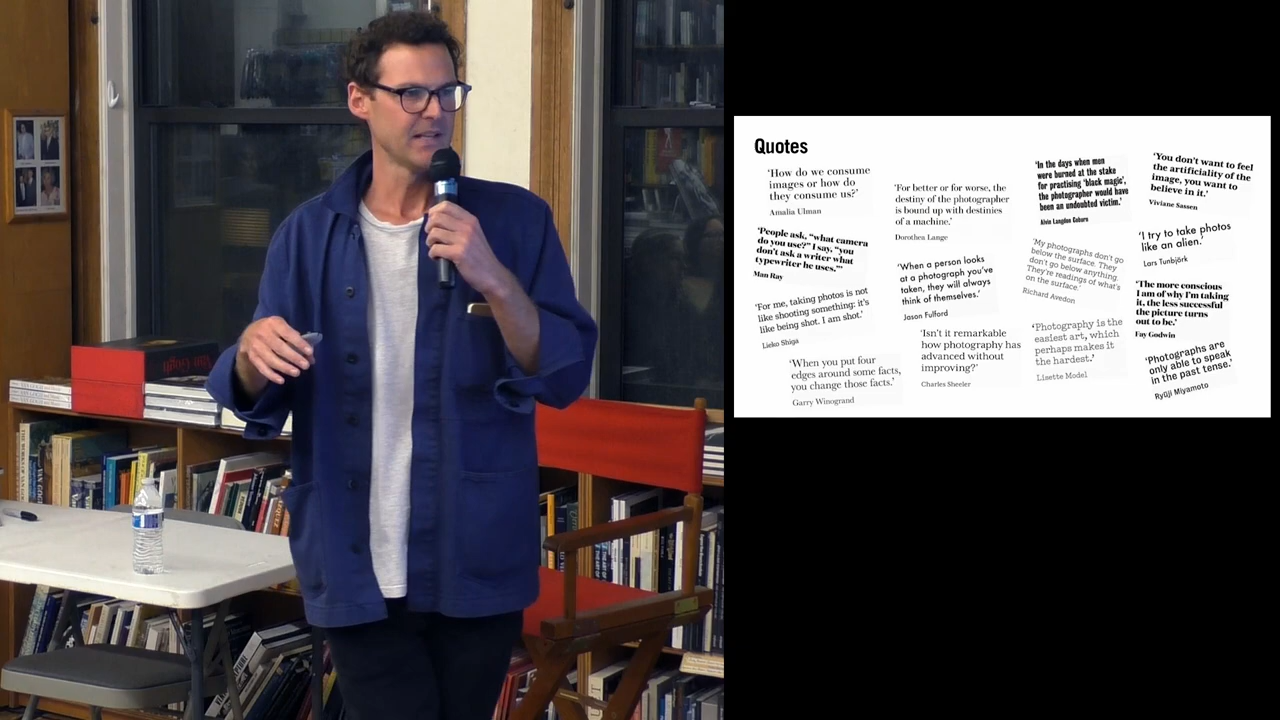 Quotes
'How do we consume
images or how do
they consume us?'
Amalia Ulman
'People ask, "what camera
do you use?" I say, "you
don't ask a writer what
typewriter he uses."'
Man Ray
'For me, taking photos is not
like shooting something: it's
like being shot. I am shot.'
Lieko Shiga
'When you put four
edges around some facts,
you change those facts.'
Garry Winogrand
'For better or for worse, the
destiny of the photographer
is bound up with destinies
of a machine.'
Dorothea Lange
'When a person looks
at a photograph you've
taken, they will always
think of themselves.'
Jason Fulford
'Isn't it remarkable
how photography has
advanced without
improving?'
Charles Sheeler
'In the days when men
were burned at the stake
for practising 'black magic',
the photographer would have
been an undoubted victim.'
Alvin Langdon Coburn
'My photographs don't go
below the surface. They
don't go below anything.
They're readings of what's
on the surface.'
Richard Avedon
'Photography is the
easiest art, which
perhaps makes it
the hardest.'
Lisette Model
'You don't want to feel
the artificiality of the
image, you want to
believe in it.'
Viviane Sassen
'I try to take photos
like an alien.'
Lars Tunbjörk
'The more conscious
I am of why I'm taking
it, the less successful
the picture turns
out to be.'
Fay Godwin
'Photographs are
only able to speak
in the past tense.'
Ryūji Miyamoto